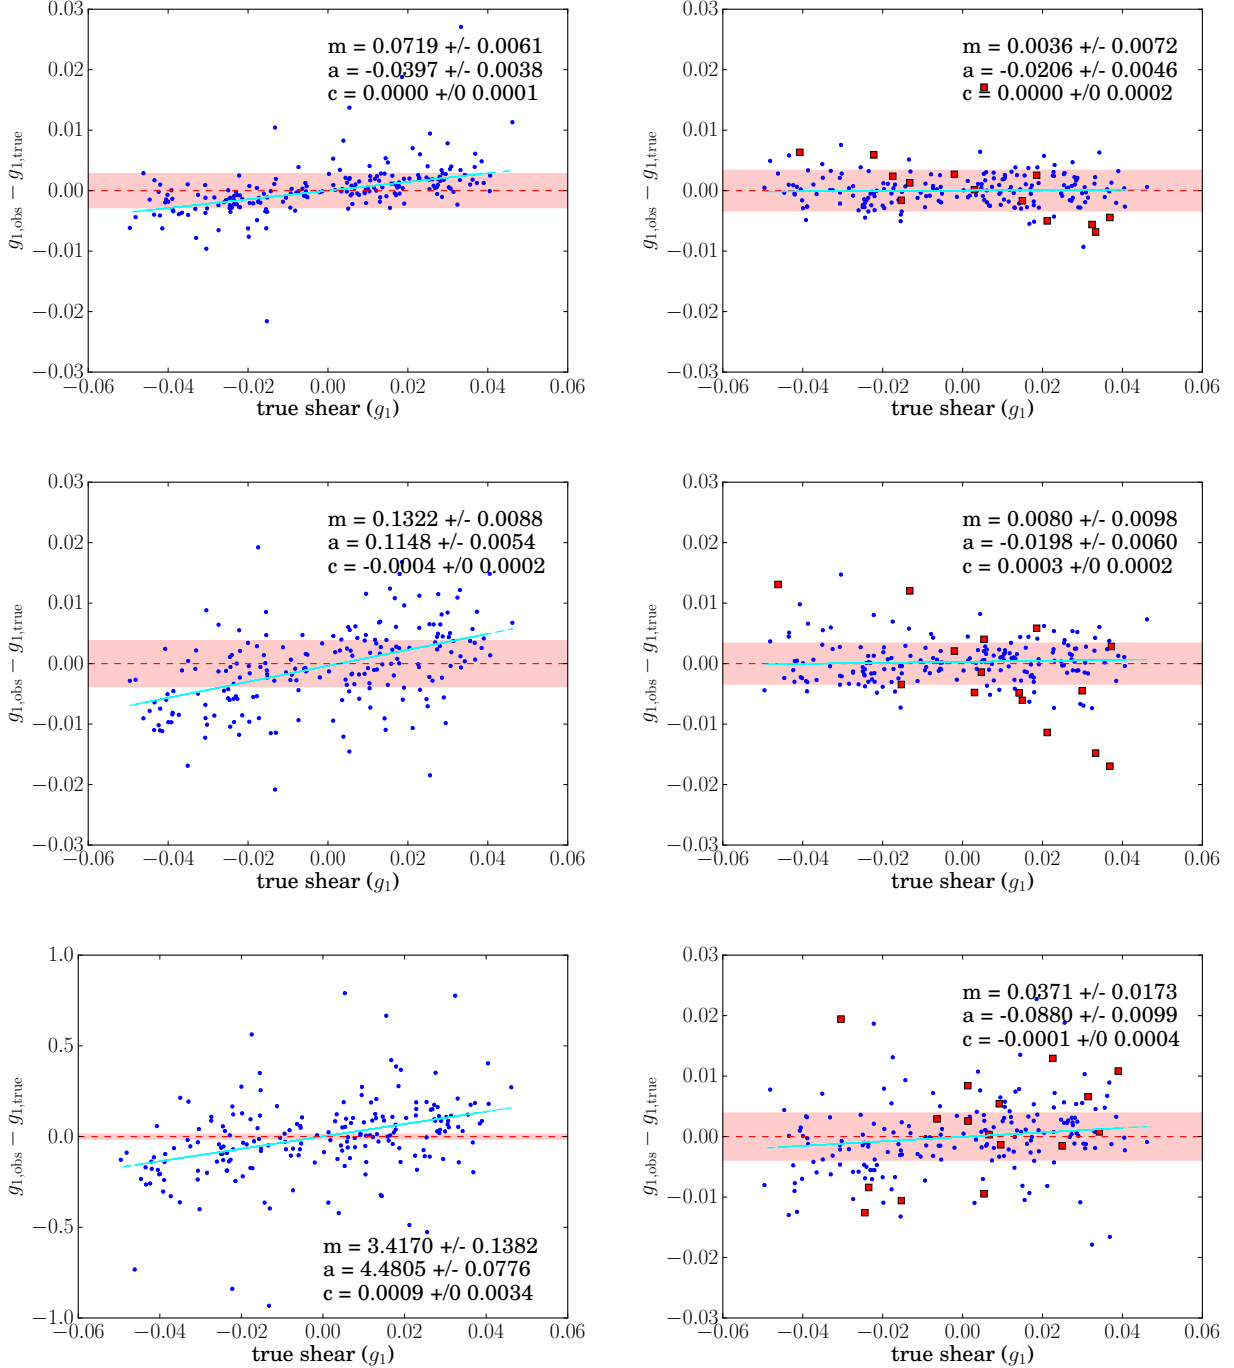 0.03
0.02
0.01
0.00
−0.01
−0.02
−0.03
g1,obs − g1,true
m = 0.0719 +/- 0.0061
a = -0.0397 +/- 0.0038
c = 0.0000 +/0 0.0001
−0.06 −0.04 −0.02 0.00 0.02 0.04 0.06
true shear (g1)
0.03
0.02
0.01
0.00
−0.01
−0.02
−0.03
g1,obs − g1,true
m = 0.0036 +/- 0.0072
a = -0.0206 +/- 0.0046
c = 0.0000 +/0 0.0002
−0.06 −0.04 −0.02 0.00 0.02 0.04 0.06
true shear (g1)
0.03
0.02
0.01
0.00
−0.01
−0.02
−0.03
g1,obs − g1,true
m = 0.1322 +/- 0.0088
a = 0.1148 +/- 0.0054
c = -0.0004 +/0 0.0002
−0.06 −0.04 −0.02 0.00 0.02 0.04 0.06
true shear (g1)
0.03
0.02
0.01
0.00
−0.01
−0.02
−0.03
g1,obs − g1,true
m = 0.0080 +/- 0.0098
a = -0.0198 +/- 0.0060
c = 0.0003 +/0 0.0002
−0.06 −0.04 −0.02 0.00 0.02 0.04 0.06
true shear (g1)
1.0
0.5
0.0
−0.5
−1.0
g1,obs − g1,true
m = 3.4170 +/- 0.1382
a = 4.4805 +/- 0.0776
c = 0.0009 +/0 0.0034
−0.06 −0.04 −0.02 0.00 0.02 0.04 0.06
true shear (g1)
0.03
0.02
0.01
0.00
−0.01
−0.02
−0.03
g1,obs − g1,true
m = 0.0371 +/- 0.0173
a = -0.0880 +/- 0.0099
c = -0.0001 +/0 0.0004
−0.06 −0.04 −0.02 0.00 0.02 0.04 0.06
true shear (g1)